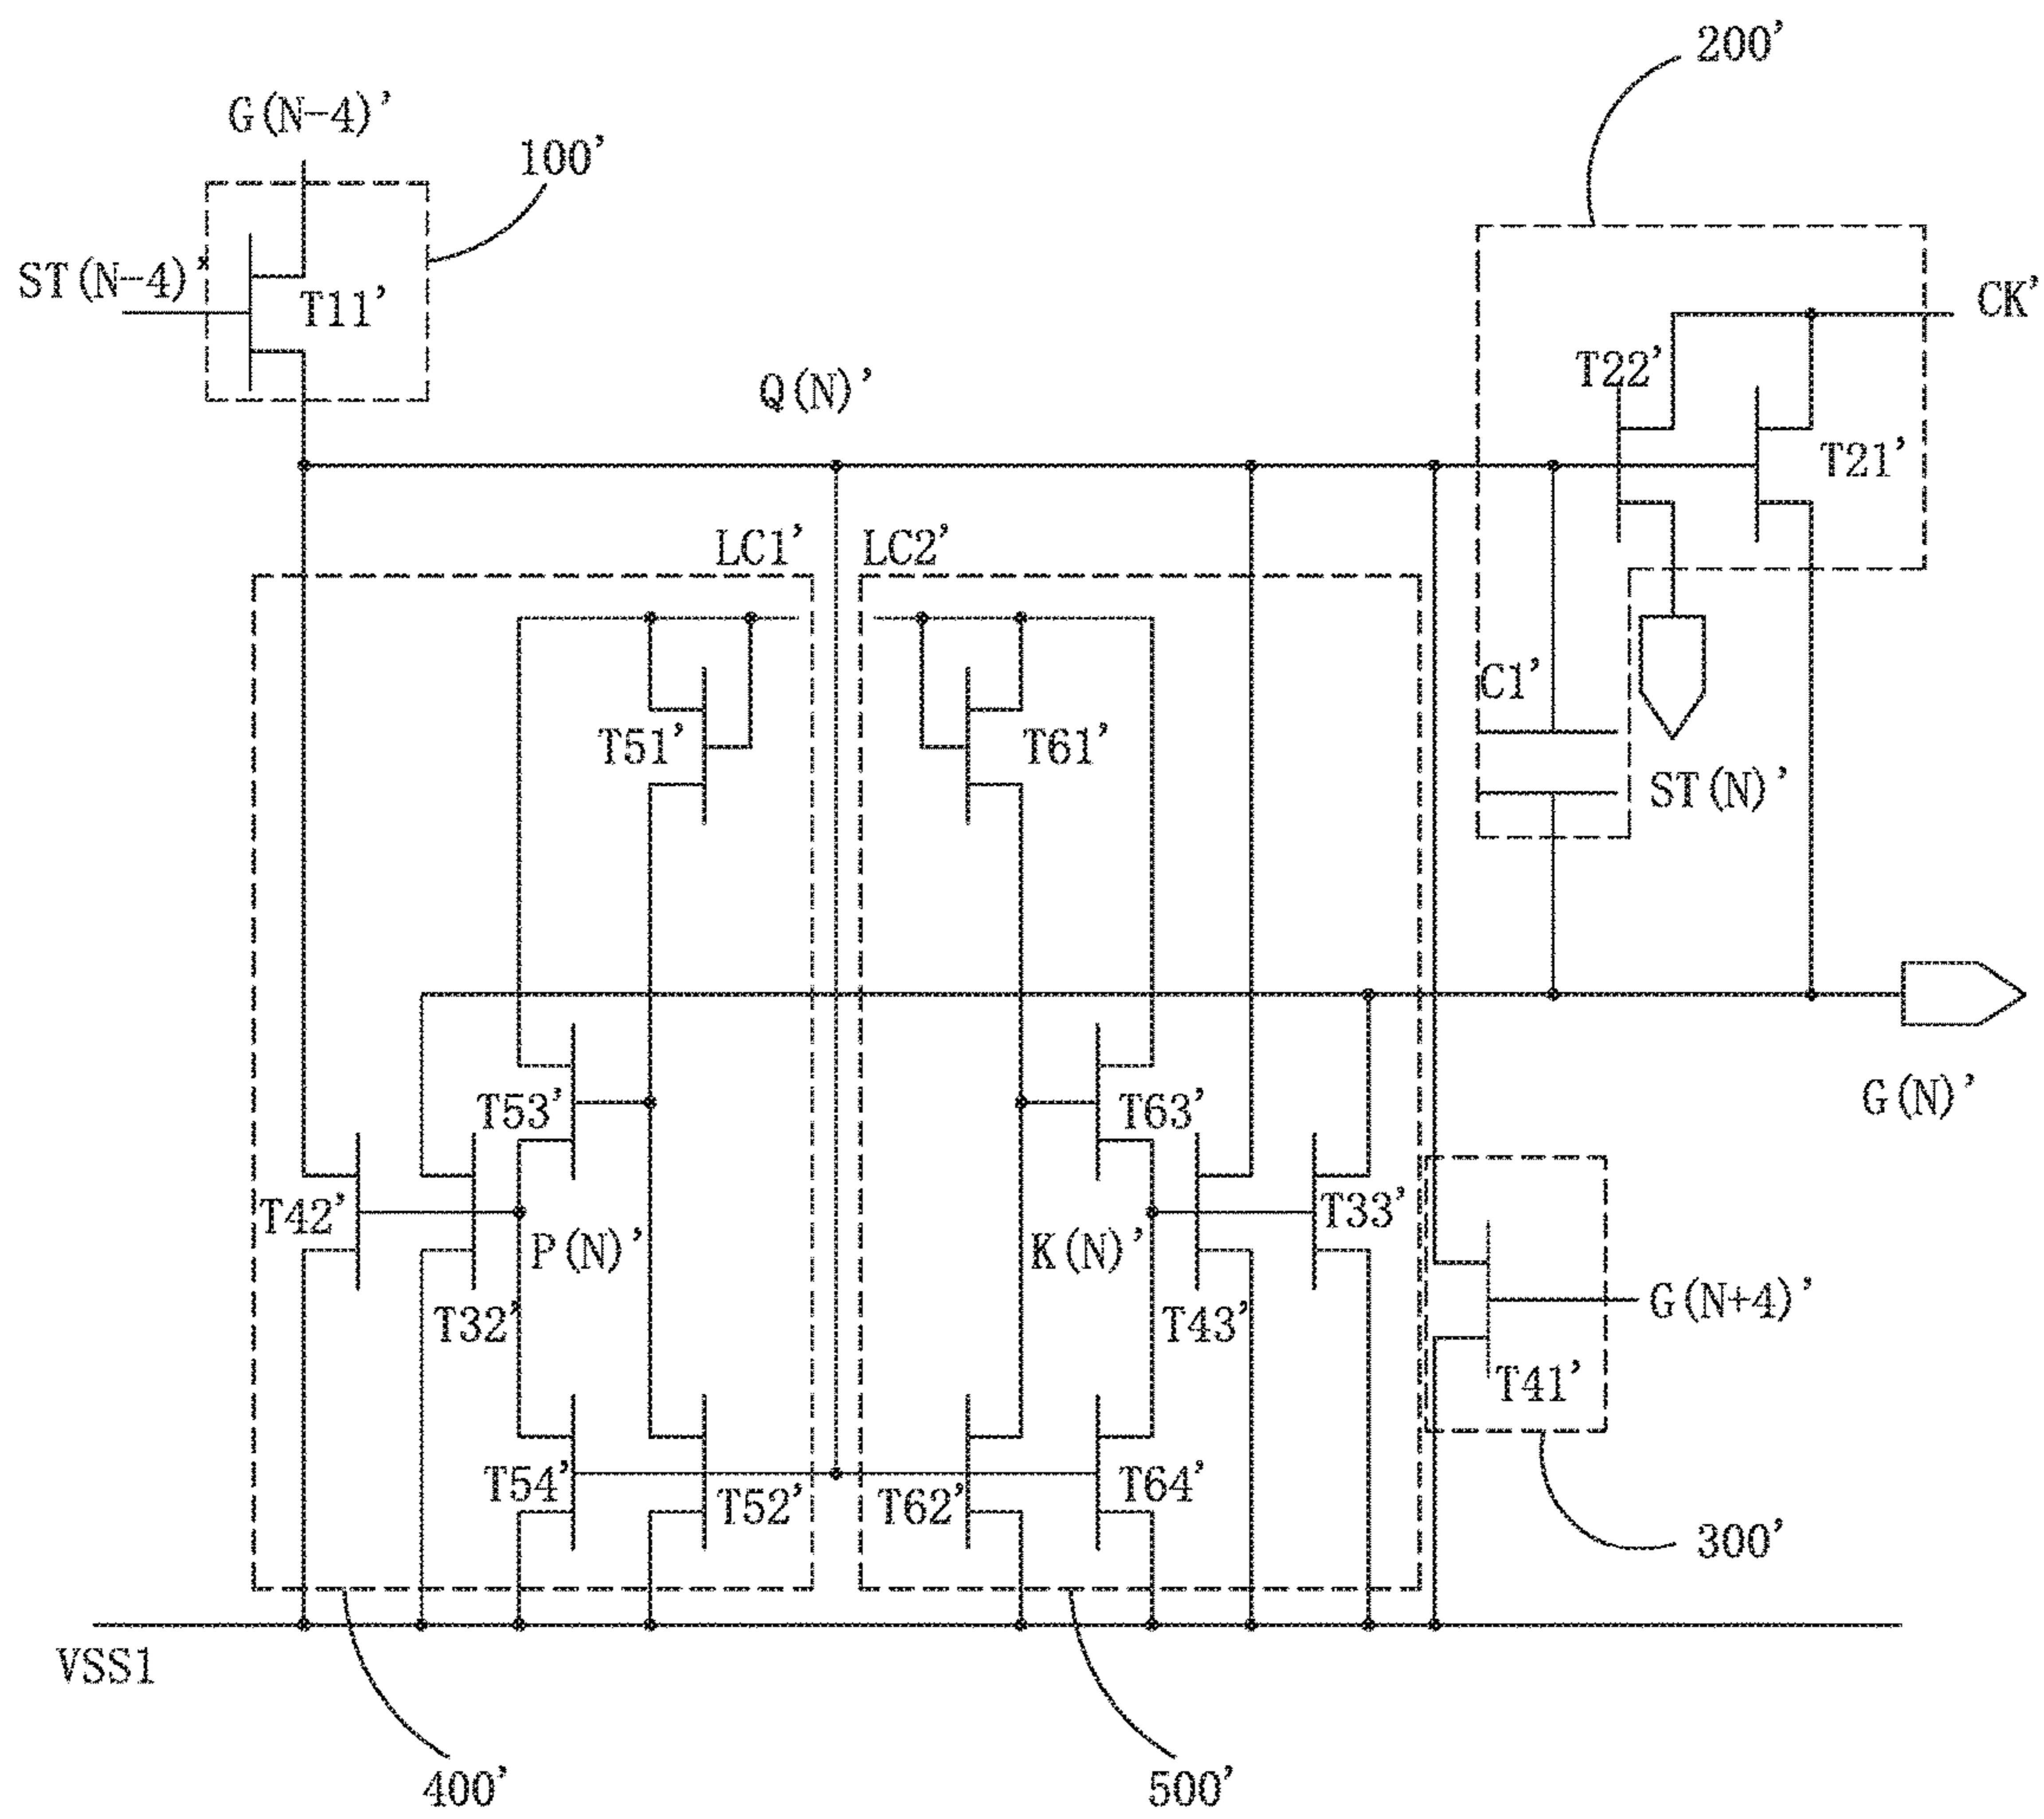 200'
G(N-4)'
100'
ST(N-4)'
T11'
CK'
T22'
Q(N)'
T21'
LC1'
LC2'
C1'
T51'
T61'
ST(N)'
T53'
T63'
G(N)'
T42'
T33'
P(N)'
K(N)'
T32'
T43'
G(N+4)'
T41'
T54'
T52'
T62'
T64'
300'
VSS1
400'
500'